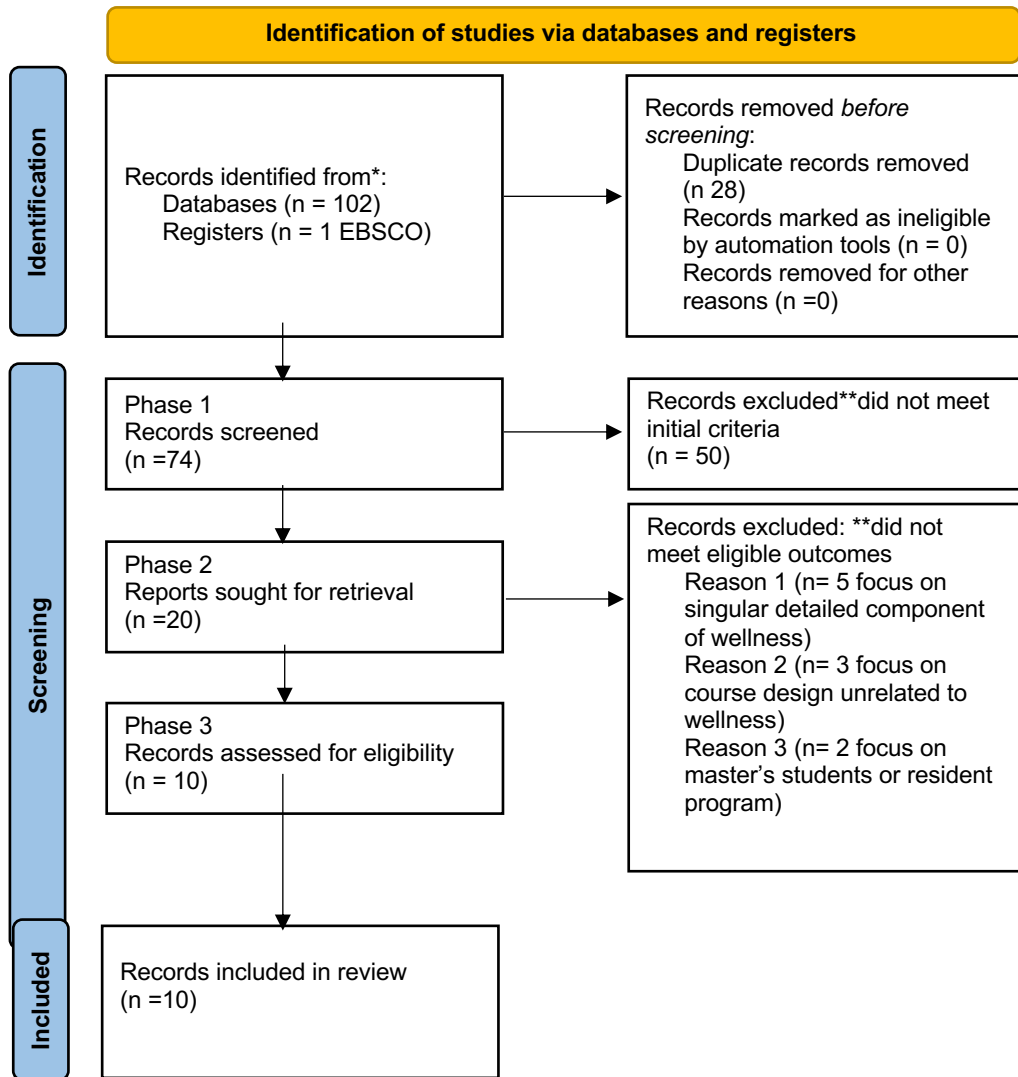 Identification of studies via databases and registers
Identification
Records identified from*:
Databases (n = 102)
Registers (n = 1 EBSCO)
Records removed before
screening:
Duplicate records removed
(n 28)
Records marked as ineligible
by automation tools (n = 0)
Records removed for other
reasons (n =0)
Screening
Phase 1
Records screened
(n =74)
Records excluded**did not meet
initial criteria
(n = 50)
Phase 2
Reports sought for retrieval
(n =20)
Records excluded: **did not
meet eligible outcomes
Reason 1 (n= 5 focus on
singular detailed component
of wellness)
Reason 2 (n= 3 focus on
course design unrelated to
wellness)
Reason 3 (n= 2 focus on
master’s students or resident
program)
Phase 3
Records assessed for eligibility
(n = 10)
Included
Records included in review
(n =10)